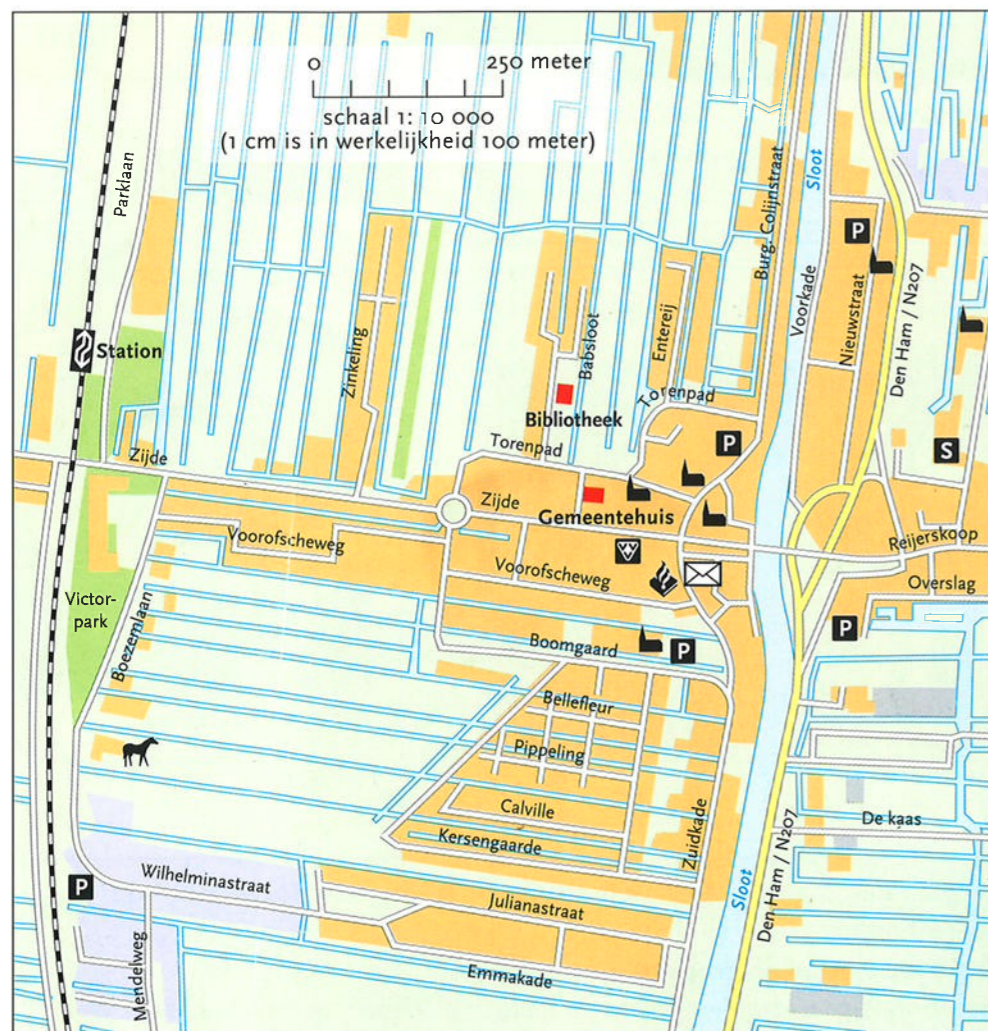 0 250 meter
schaal 1: 10 000
(1 cm is in werkelijkheid 100 meter)
Parklaan
Station
Zijde
Zinkeling
Babsloot
Entereij
Bibliotheek
Torenpad
Torenpad
Burg. Colijnstraat
Sloot
Voorkade
P
Nieuwstraat
Den Ham / N207
P
S
Zijde
Gemeentehuis
Voorofscheweg
Voorofscheweg
Reijerskoop
Overslag
Victor-
park
Boezemlaan
Boomgaard
P
P
Bellefleur
Pippeling
Calville
Kersengaarde
Zuidkade
De kaas
P
Wilhelminastraat
Julianastraat
Sloot
Den Ham / N207
Mendelweg
Emmakade